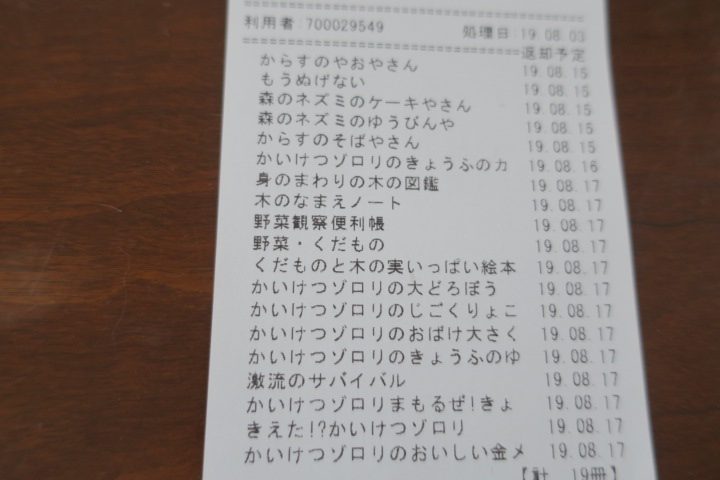 利用者:700029549 処理日:19.08.03
================================返却予定
からすのやおやさん 19.08.15
もうぬげない 19.08.15
森のネズミのケーキやさん 19.08.15
森のネズミのゆうびんや 19.08.15
からすのそばやさん 19.08.15
かいけつゾロリのきょうふのカ 19.08.16
身のまわりの木の図鑑 19.08.17
木のなまえノート 19.08.17
野菜観察便利帳 19.08.17
野菜・くだもの 19.08.17
くだものと木の実いっぱい絵本 19.08.17
かいけつゾロリの大どろぼう 19.08.17
かいけつゾロリのじごくりょこ 19.08.17
かいけつゾロリのおばけ大さく 19.08.17
かいけつゾロリのきょうふのゆ 19.08.17
激流のサバイバル 19.08.17
かいけつゾロリまもるぜ!きょ 19.08.17
きえた!?かいけつゾロリ 19.08.17
かいけつゾロリのおいしい金メ 19.08.17
【計 19冊】